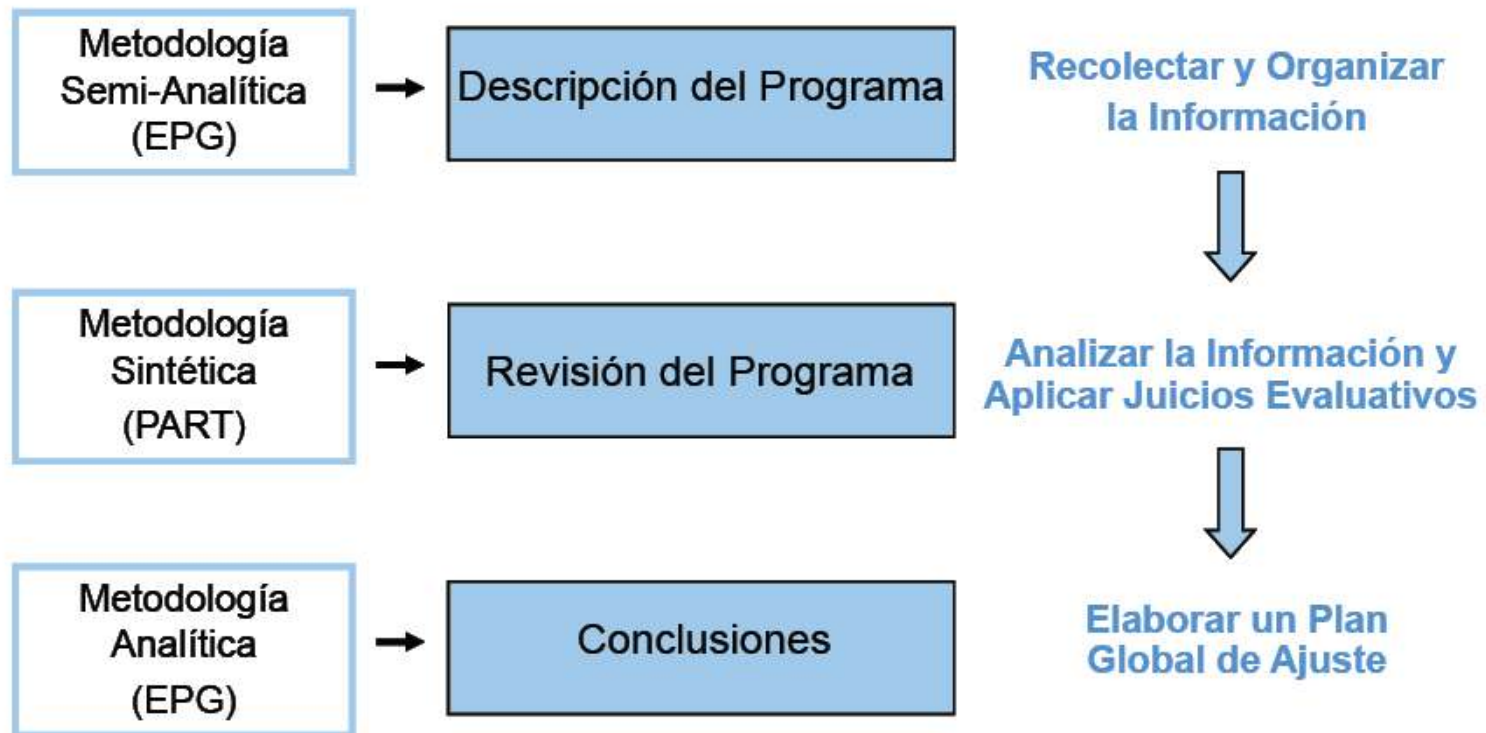 Metodología
Semi-Analítica
(EPG)
Descripción del Programa
Recolectar y Organizar
la Información
Metodología
Sintética
(PART)
Revisión del Programa
Analizar la Información y
Aplicar Juicios Evaluativos
Metodología
Analítica
(EPG)
Conclusiones
Elaborar un Plan
Global de Ajuste